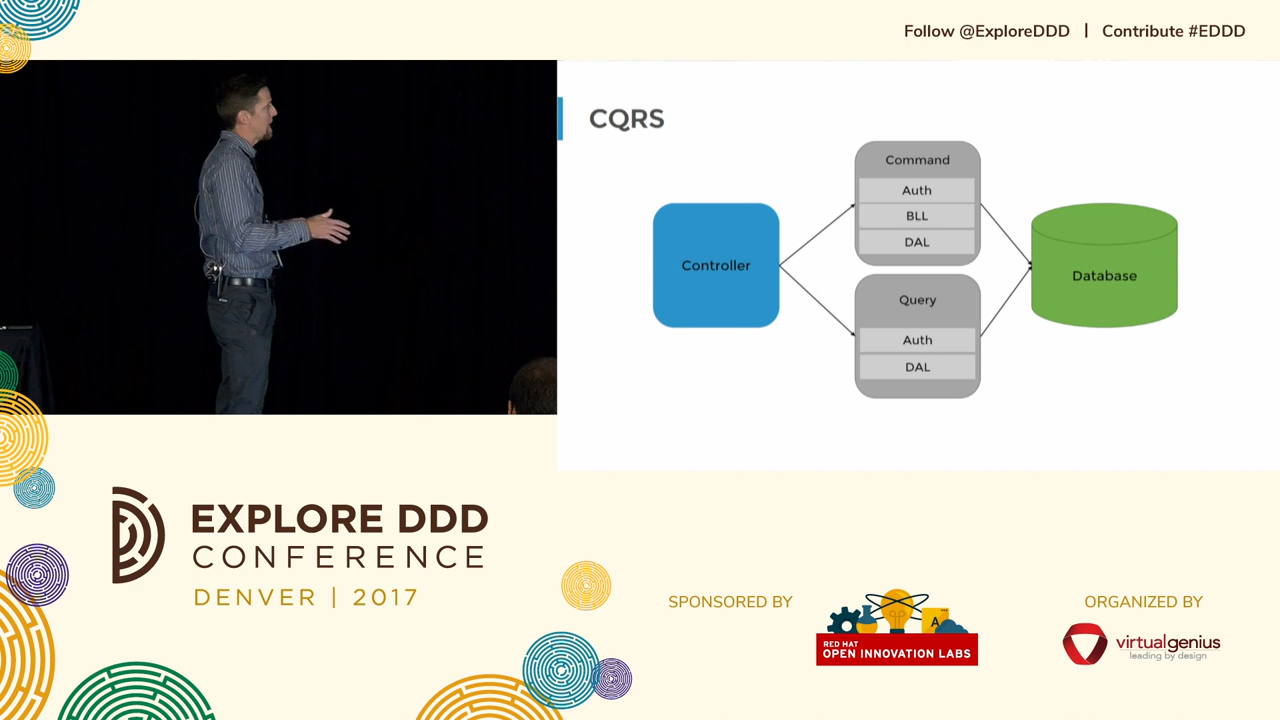 Follow @ExploreDDD | Contribute #EDDD
CQRS
Controller
Command
Auth
BLL
DAL
Query
Auth
DAL
Database
EXPLORE DDD
CONFERENCE
DENVER | 2017
SPONSORED BY
A
RED HAT
OPEN INNOVATION LABS
ORGANIZED BY
virtualgenius
leading by design